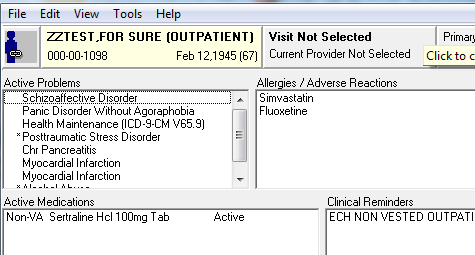 File Edit View Tools Help
ZZTEST,FOR SURE (OUTPATIENT) Visit Not Selected Primary
000-00-1098 Feb 12,1945 (67) Current Provider Not Selected Click to c
Active Problems Allergies / Adverse Reactions
Schizoaffective Disorder Simvastatin
Panic Disorder Without Agoraphobia Fluoxetine
Health Maintenance (ICD-9-CM V65.9)
*Posttraumatic Stress Disorder
Chr Pancreatitis
Myocardial Infarction
Myocardial Infarction
*Alcohol Abuse
Active Medications Clinical Reminders
Non-VA Sertraline Hcl 100mg Tab Active ECH NON VESTED OUTPATI